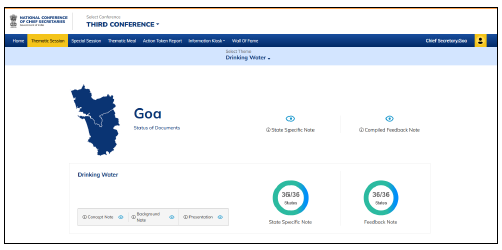 NATIONAL CONFERENCE
OF CHIEF SECRETARIES
Select Conference
THIRD CONFERENCE
Home Thematic Session Special Session Thematic Meal Action Taken Report Information Kiosk Wall Of Fame Chief Secretary,Goa
Select Theme
Drinking Water
Goa
Status of Documents
State Specific Note
Compiled Feedback Note
Drinking Water
36/36
States
36/36
States
Concept Note
Background
Note
Presentation
State Specific Note
Feedback Note